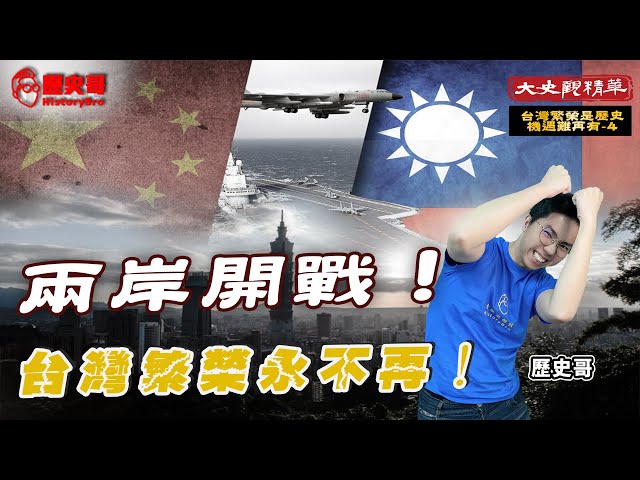 歷史哥
HistoryBro
大史觀精華
台灣繁榮是歷史
機遇難再有-4
兩岸開戰！
台灣繁榮永不再！
歷史哥